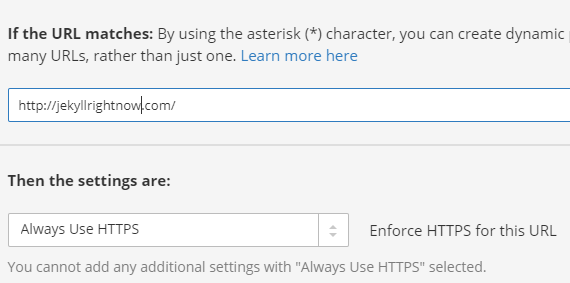 If the URL matches: By using the asterisk (*) character, you can create dynamic
many URLs, rather than just one. Learn more here
http://jekyllrightnow.com/
Then the settings are:
Always Use HTTPS
Enforce HTTPS for this URL
You cannot add any additional settings with "Always Use HTTPS" selected.